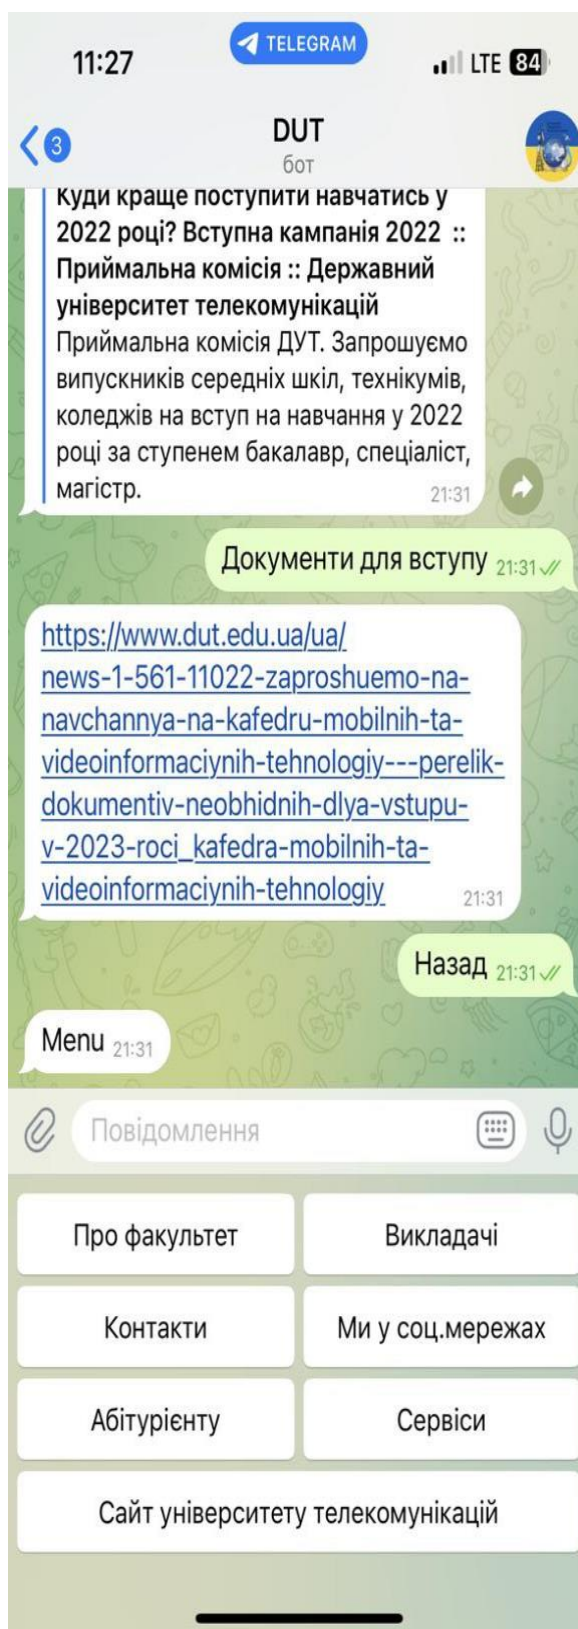 11:27
TELEGRAM
LTE 84
3
DUT
бот
Куди краще поступити навчатись у
2022 році? Вступна кампанія 2022 ::
Приймальна комісія :: Державний
університет телекомунікацій
Приймальна комісія ДУТ. Запрошуємо
випускників середніх шкіл, технікумів,
коледжів на вступ на навчання у 2022
році за ступенем бакалавр, спеціаліст,
магістр.
21:31
Документи для вступу 21:31
https://www.dut.edu.ua/ua/
news-1-561-11022-zaproshuemo-na-
navchannya-na-kafedru-mobilnih-ta-
videoinformaciynih-tehnologiy---perelik-
dokumentiv-neobhidnih-dlya-vstupu-
v-2023-roci_kafedra-mobilnih-ta-
videoinformaciynih-tehnologiy
21:31
Назад 21:31
Menu 21:31
Повідомлення
Про факультет
Викладачі
Контакти
Ми у соц.мережах
Абітурієнту
Сервіси
Сайт університету телекомунікацій